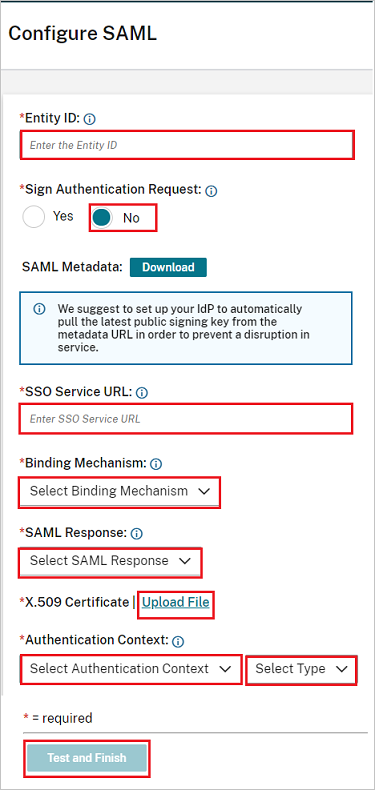 Configure SAML
*Entity ID:
Enter the Entity ID
*Sign Authentication Request:
Yes No
SAML Metadata: Download
We suggest to set up your IdP to automatically
pull the latest public signing key from the
metadata URL in order to prevent a disruption in
service.
*SSO Service URL:
Enter SSO Service URL
*Binding Mechanism:
Select Binding Mechanism
*SAML Response:
Select SAML Response
*X.509 Certificate | Upload File
*Authentication Context:
Select Authentication Context Select Type
* = required
Test and Finish